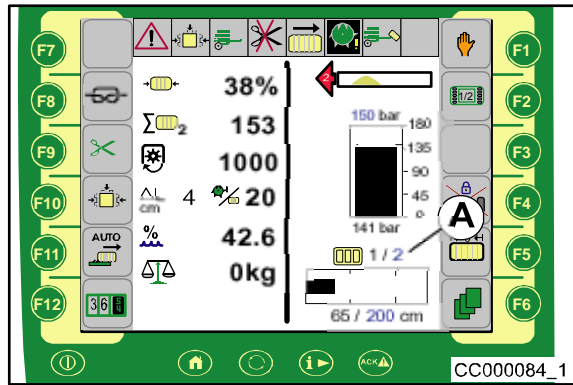 F7
F8
F9
F10
F11
F12
38%
Σ 2 153
1000
cm 4 % 20
% 42.6
0kg
AUTO
36
2
150 bar
180
135
90
45
0
141 bar
1 / 2
65 / 200 cm
1/2
A
F1
F2
F3
F4
F5
F6
i
ACK
CC000084_1